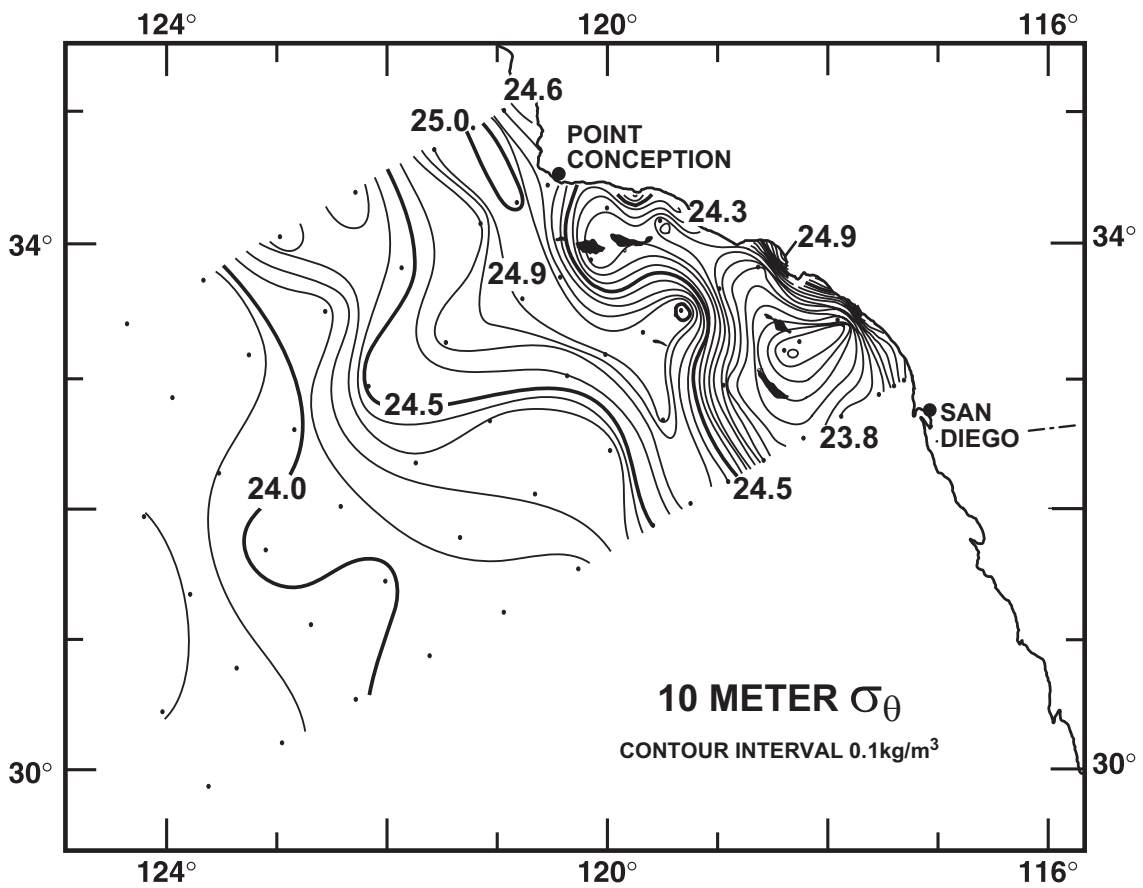 124° 120° 116°
24.6
25.0
POINT
CONCEPTION
24.3
34° 24.9 34°
24.9
24.5
SAN
DIEGO
23.8
24.0 24.5
10 METER σθ
CONTOUR INTERVAL 0.1kg/m³
30° 30°
124° 120° 116°